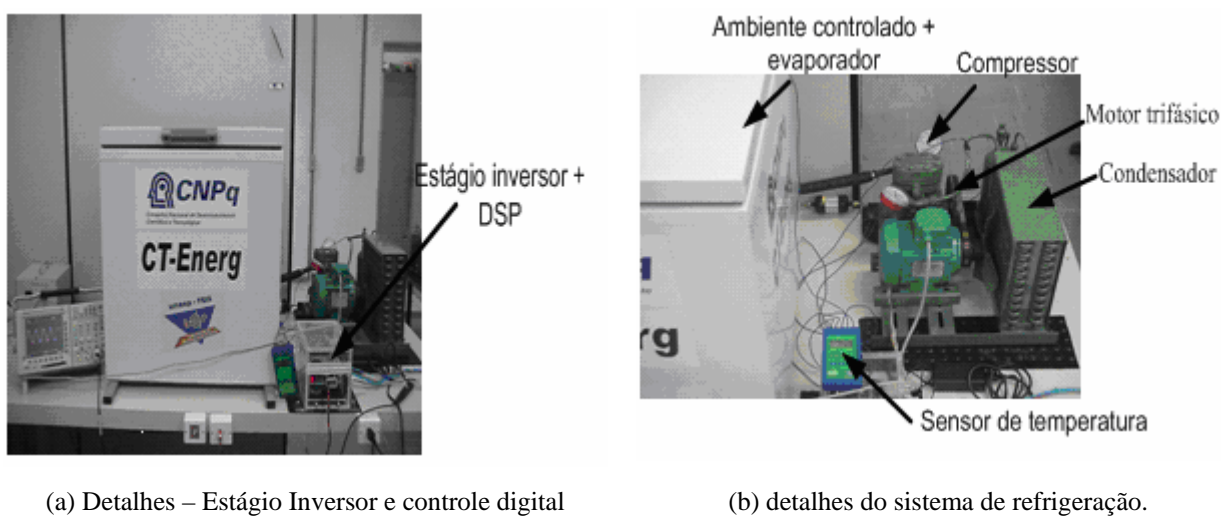 Ambiente controlado +
evaporador
Compressor
Motor trifásico
Condensador
Sensor de temperatura
Estágio inversor +
DSP
CNPq
CT-Energ
rg
(a) Detalhes – Estágio Inversor e controle digital
(b) detalhes do sistema de refrigeração.